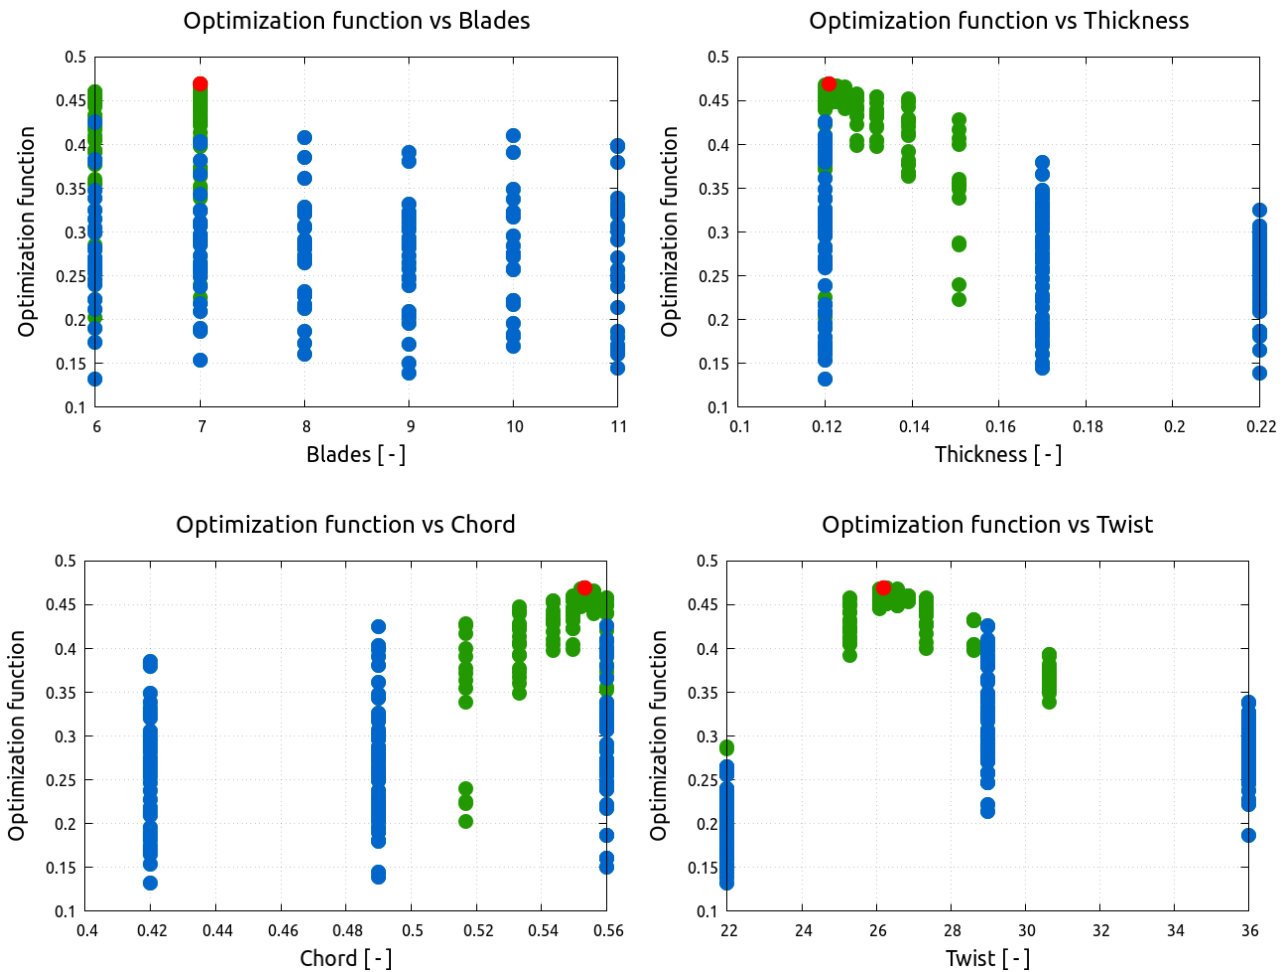 Optimization function vs Blades
0.5
0.45
0.4
0.35
0.3
0.25
0.2
0.15
0.1
Optimization function
6 7 8 9 10 11
Blades [ - ]
Optimization function vs Thickness
0.5
0.45
0.4
0.35
0.3
0.25
0.2
0.15
0.1
Optimization function
0.1 0.12 0.14 0.16 0.18 0.2 0.22
Thickness [ - ]
Optimization function vs Chord
0.5
0.45
0.4
0.35
0.3
0.25
0.2
0.15
0.1
Optimization function
0.4 0.42 0.44 0.46 0.48 0.5 0.52 0.54 0.56
Chord [ - ]
Optimization function vs Twist
0.5
0.45
0.4
0.35
0.3
0.25
0.2
0.15
0.1
Optimization function
22 24 26 28 30 32 34 36
Twist [ - ]